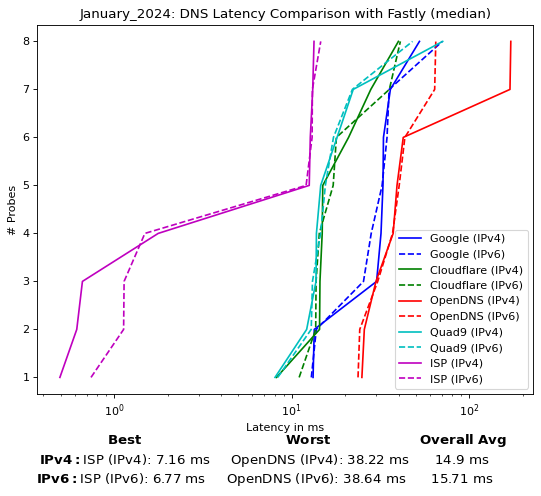 January_2024: DNS Latency Comparison with Fastly (median)
8
7
6
5
4
3
2
1
# Probes
10⁰
10¹
10²
Latency in ms
Google (IPv4)
Google (IPv6)
Cloudflare (IPv4)
Cloudflare (IPv6)
OpenDNS (IPv4)
OpenDNS (IPv6)
Quad9 (IPv4)
Quad9 (IPv6)
ISP (IPv4)
ISP (IPv6)
Best Worst Overall Avg
IPv4: ISP (IPv4): 7.16 ms OpenDNS (IPv4): 38.22 ms 14.9 ms
IPv6: ISP (IPv6): 6.77 ms OpenDNS (IPv6): 38.64 ms 15.71 ms